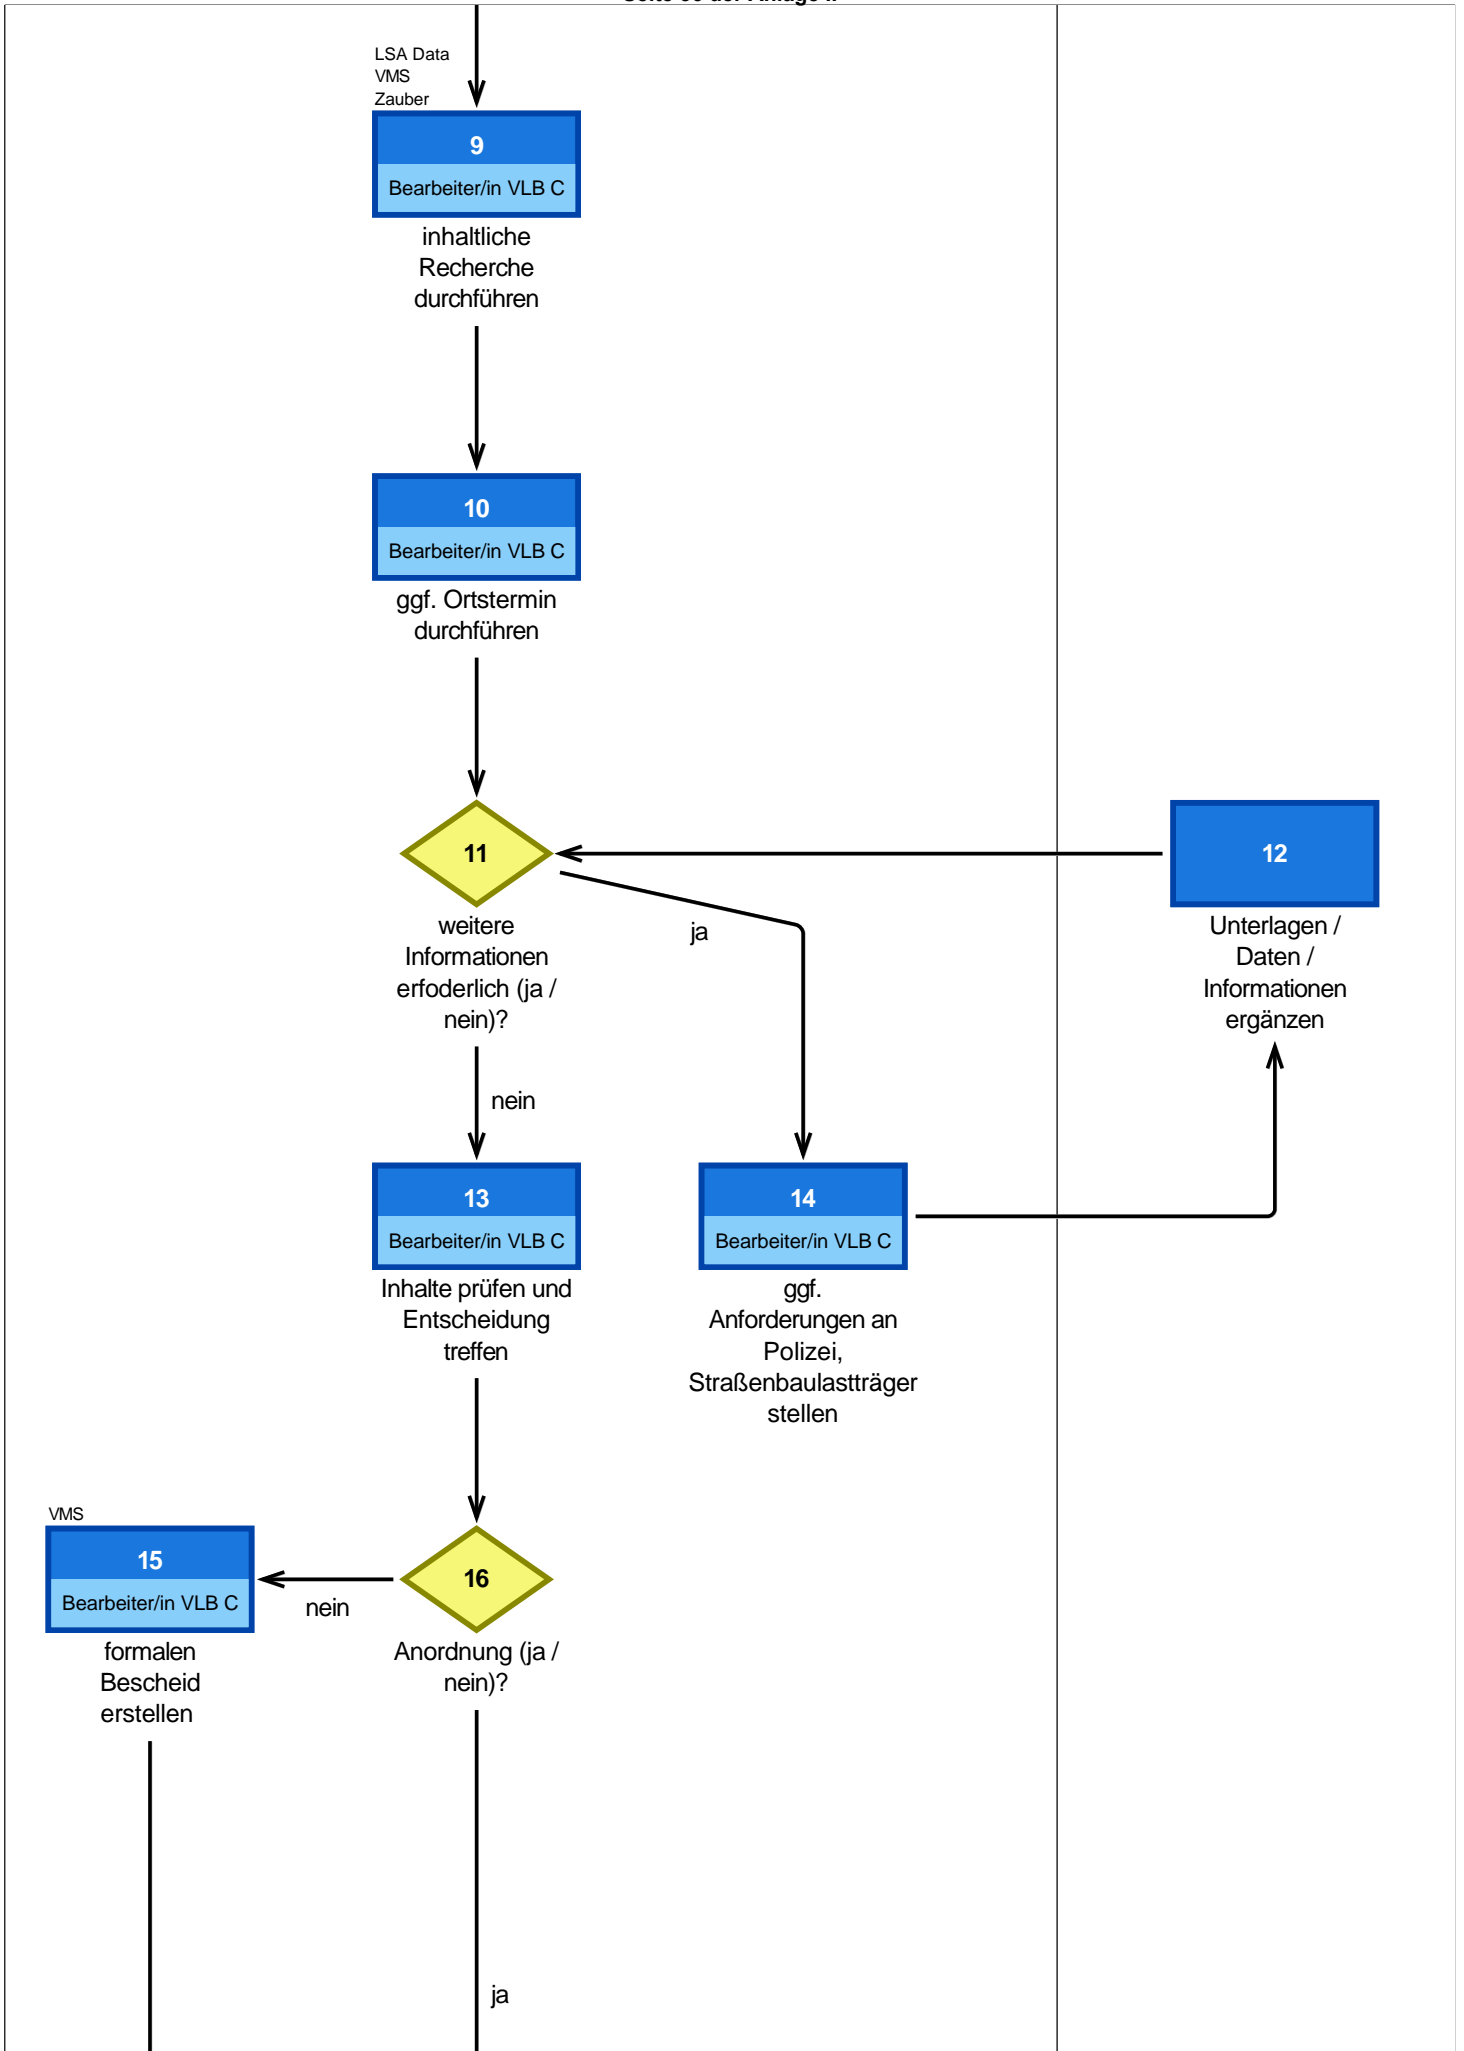 LSA Data
VMS
Zauber
9
Bearbeiter/in VLB C
inhaltliche
Recherche
durchführen
10
Bearbeiter/in VLB C
ggf. Ortstermin
durchführen
11
weitere
Informationen
erfoderlich (ja /
nein)?
ja
12
Unterlagen /
Daten /
Informationen
ergänzen
nein
13
Bearbeiter/in VLB C
Inhalte prüfen und
Entscheidung
treffen
14
Bearbeiter/in VLB C
ggf.
Anforderungen an
Polizei,
Straßenbaulastträger
stellen
VMS
15
Bearbeiter/in VLB C
formalen
Bescheid
erstellen
nein
16
Anordnung (ja /
nein)?
ja